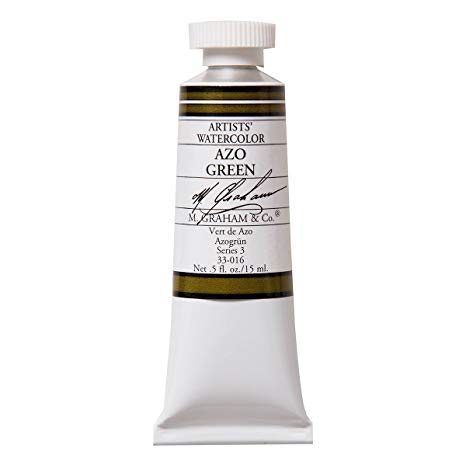 ARTISTS'
WATERCOLOR
AZO
GREEN
M. Graham
M. GRAHAM & Co.®
Vert de Azo
Azogrün
Series 3
33-016
Net .5 fl. oz./15 ml.